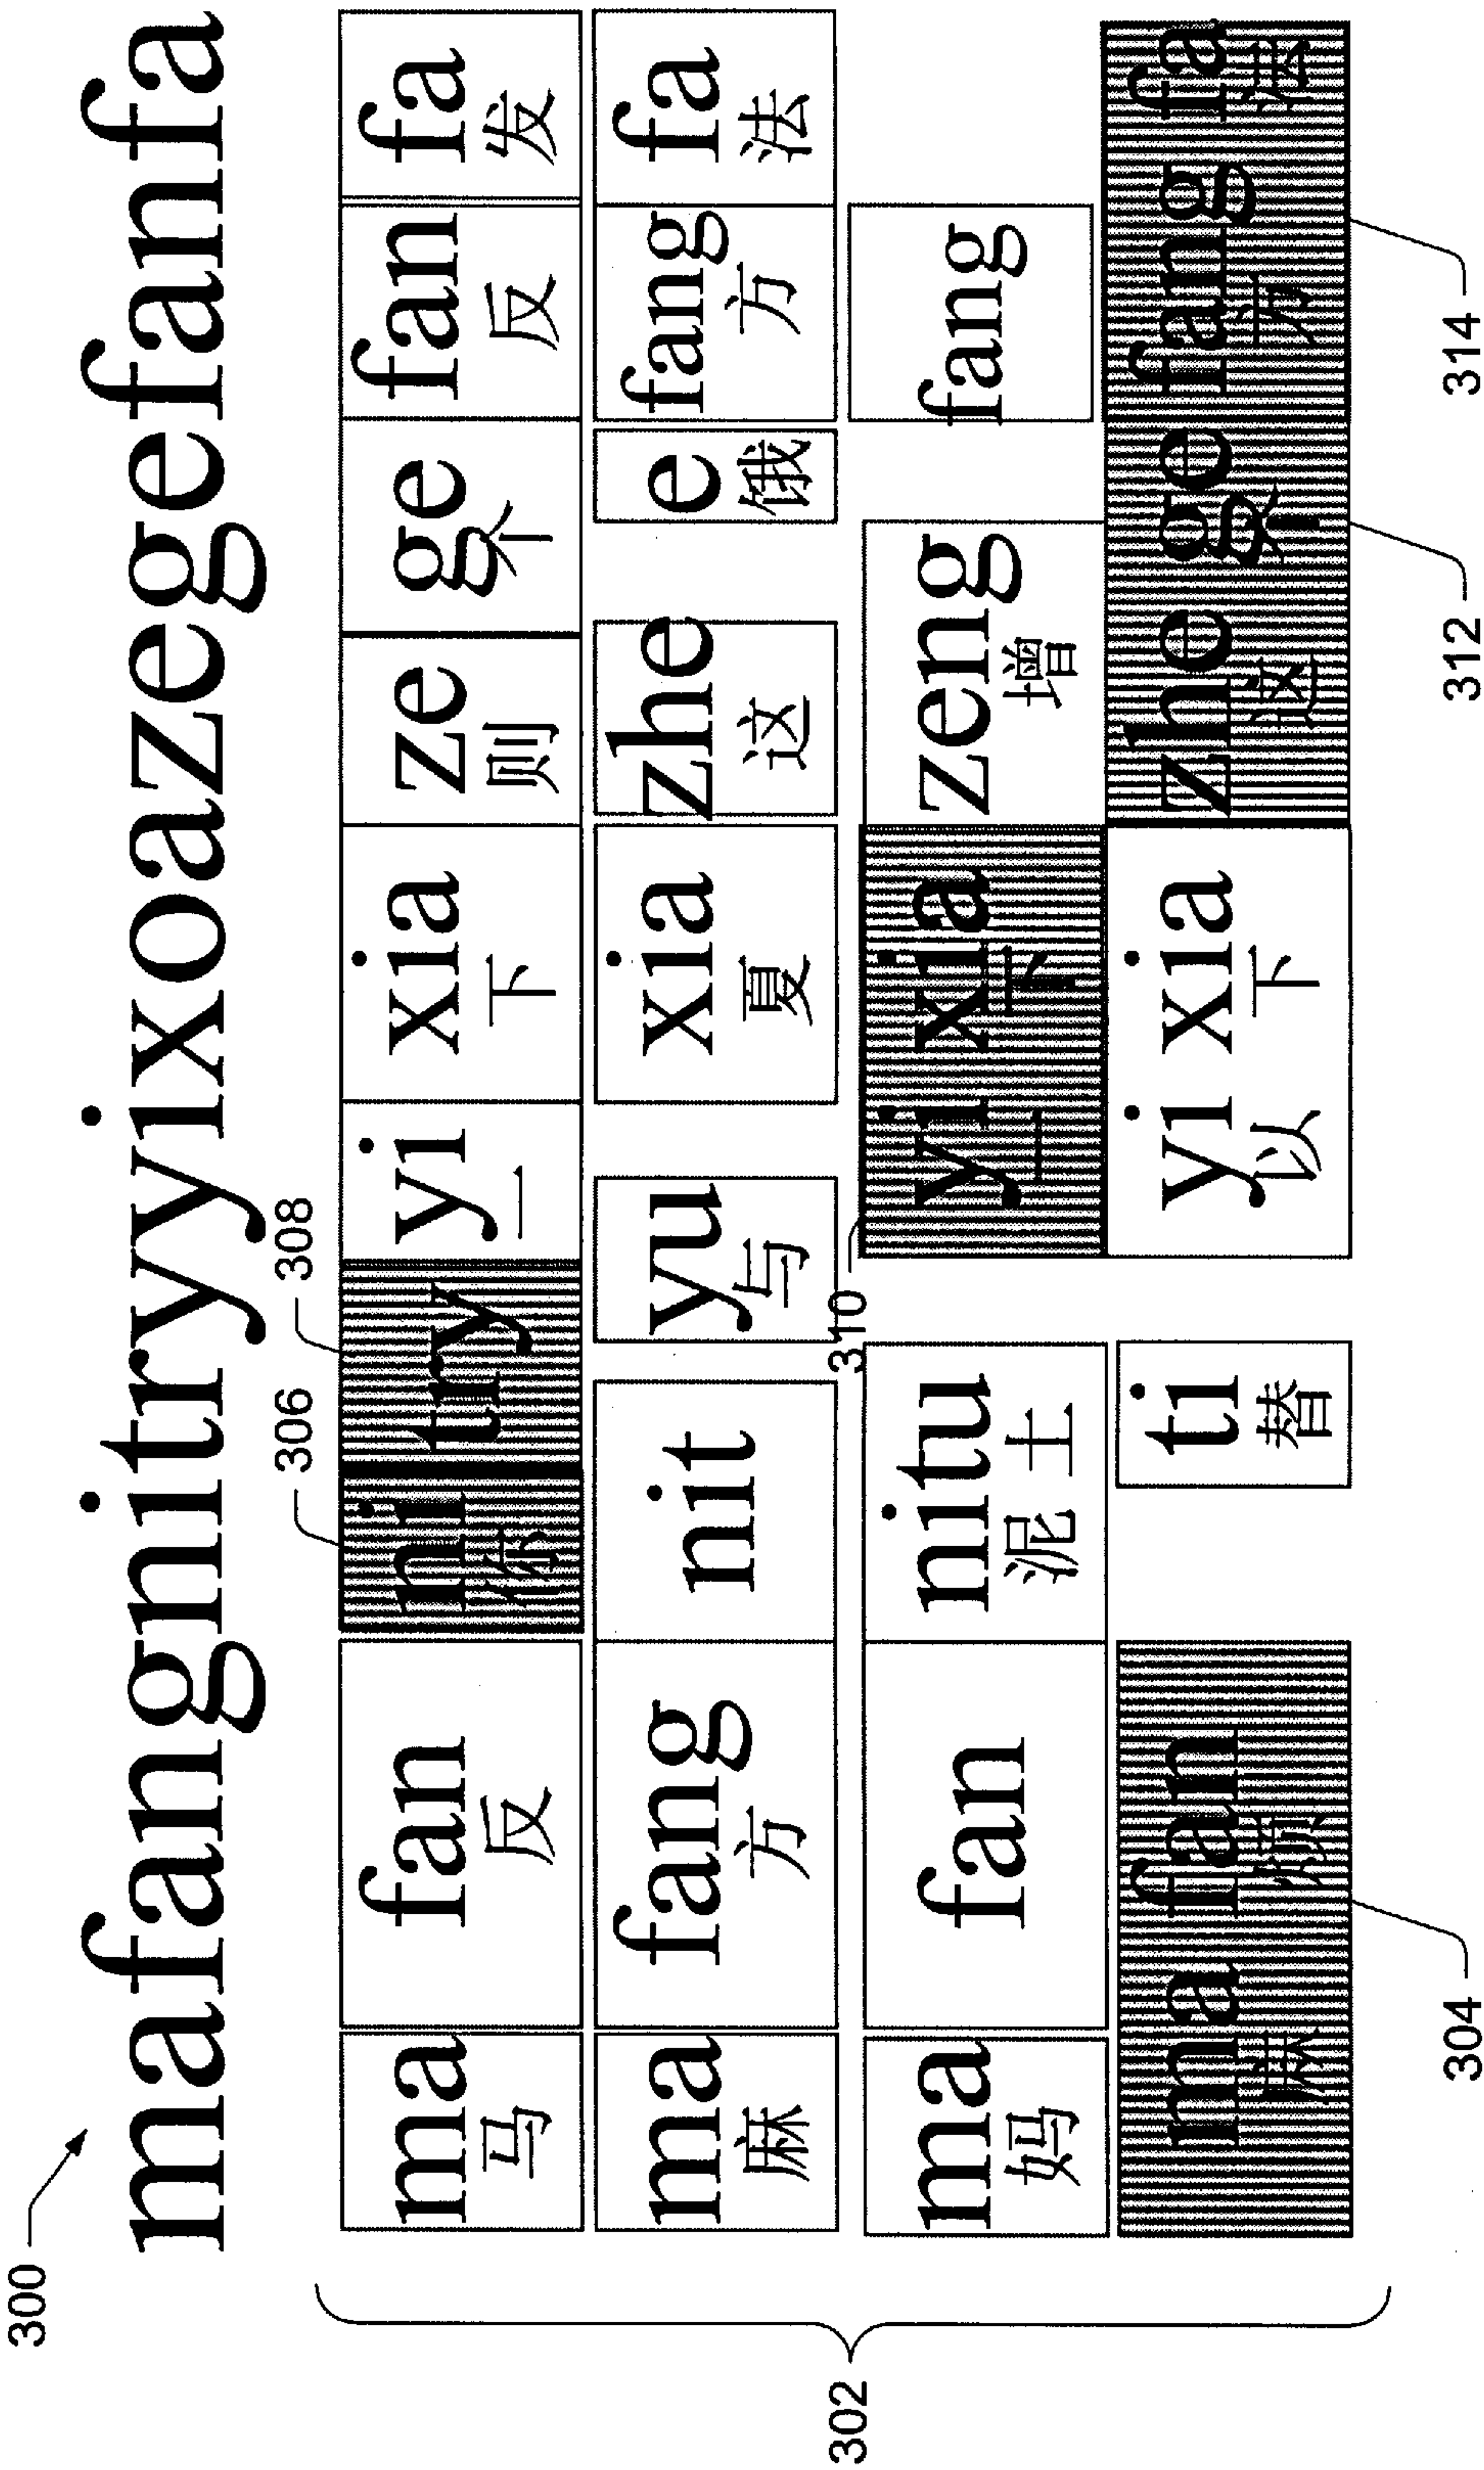 300
mafangnitryyixoazegefanfa
306 308
ma fan ni try yi xia ze ge fan fa
马 反 你 一 下 则 个 反 发
ma fang nit yu xia zhe e fang fa
麻 方 与 夏 这 饿 方 法
302 310
ma fan nitu yi xia zeng fang
妈 泥土 一 下 增
ma fan ti yi xia zhe ge fang fa
麻 烦 替 以 下 这 个 方 法
304 312 314